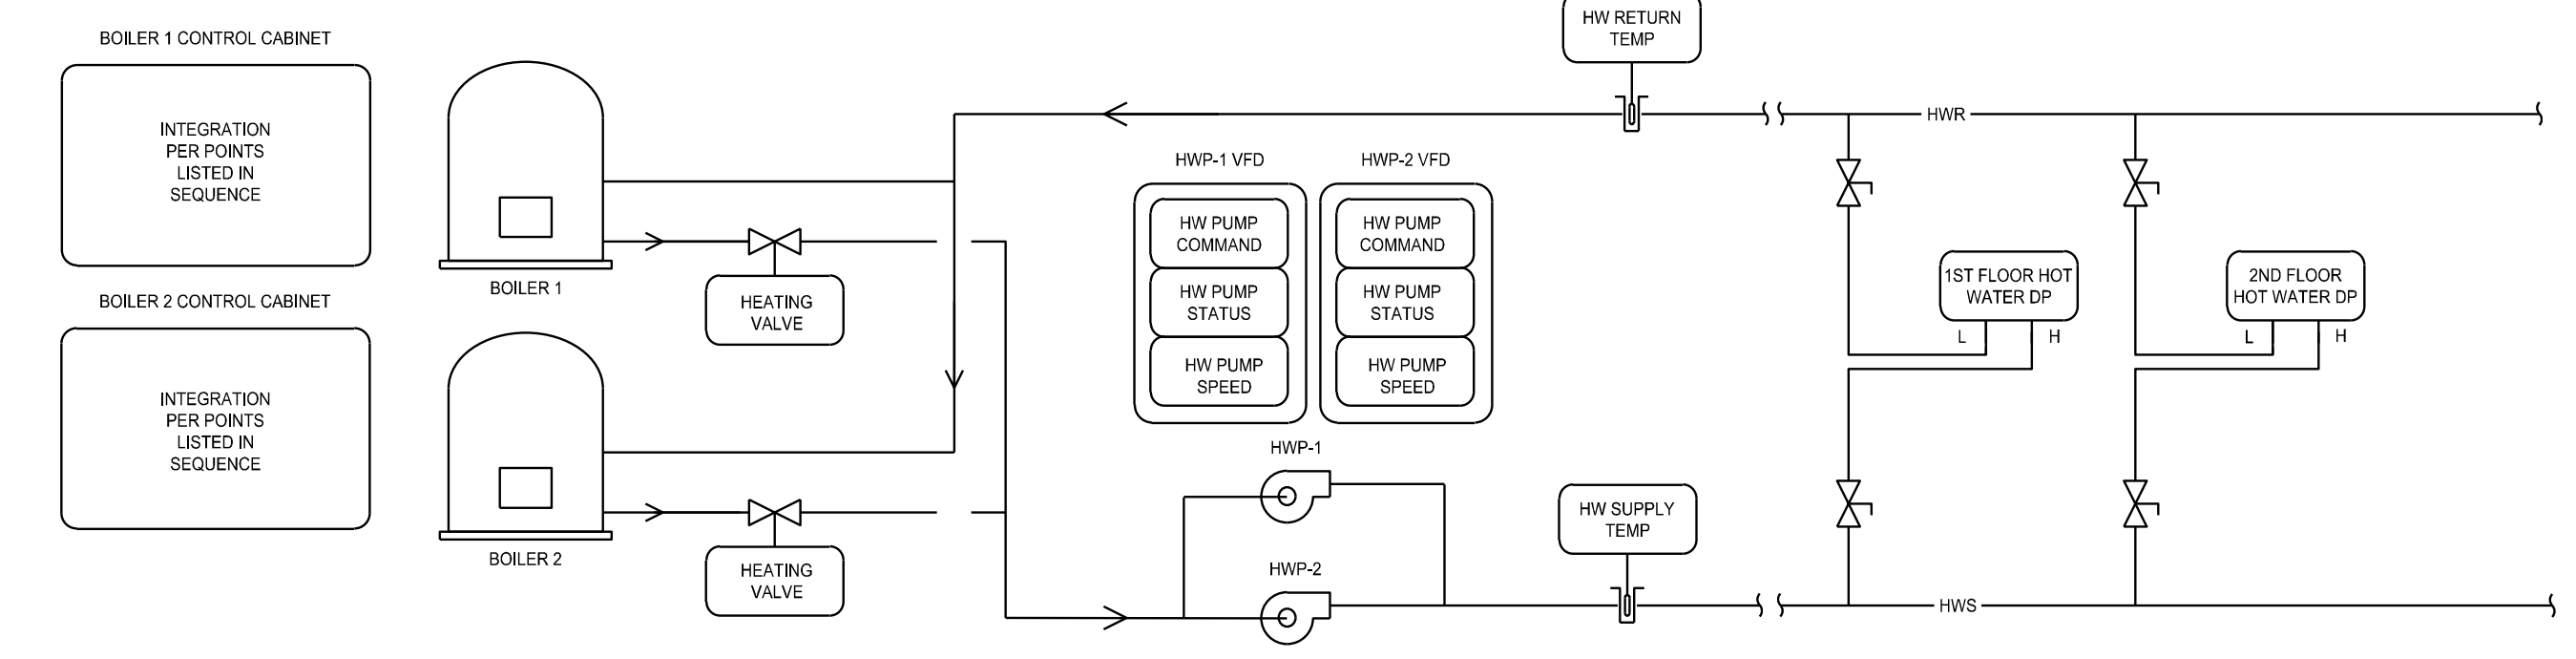 BOILER 1 CONTROL CABINET
INTEGRATION
PER POINTS
LISTED IN
SEQUENCE
BOILER 1
HEATING
VALVE
BOILER 2 CONTROL CABINET
INTEGRATION
PER POINTS
LISTED IN
SEQUENCE
BOILER 2
HEATING
VALVE
HW RETURN
TEMP
HWP-1 VFD
HW PUMP
COMMAND
HW PUMP
STATUS
HW PUMP
SPEED
HWP-2 VFD
HW PUMP
COMMAND
HW PUMP
STATUS
HW PUMP
SPEED
HWP-1
HWP-2
HW SUPPLY
TEMP
HWR
1ST FLOOR HOT
WATER DP
L
H
2ND FLOOR
HOT WATER DP
L
H
HWS